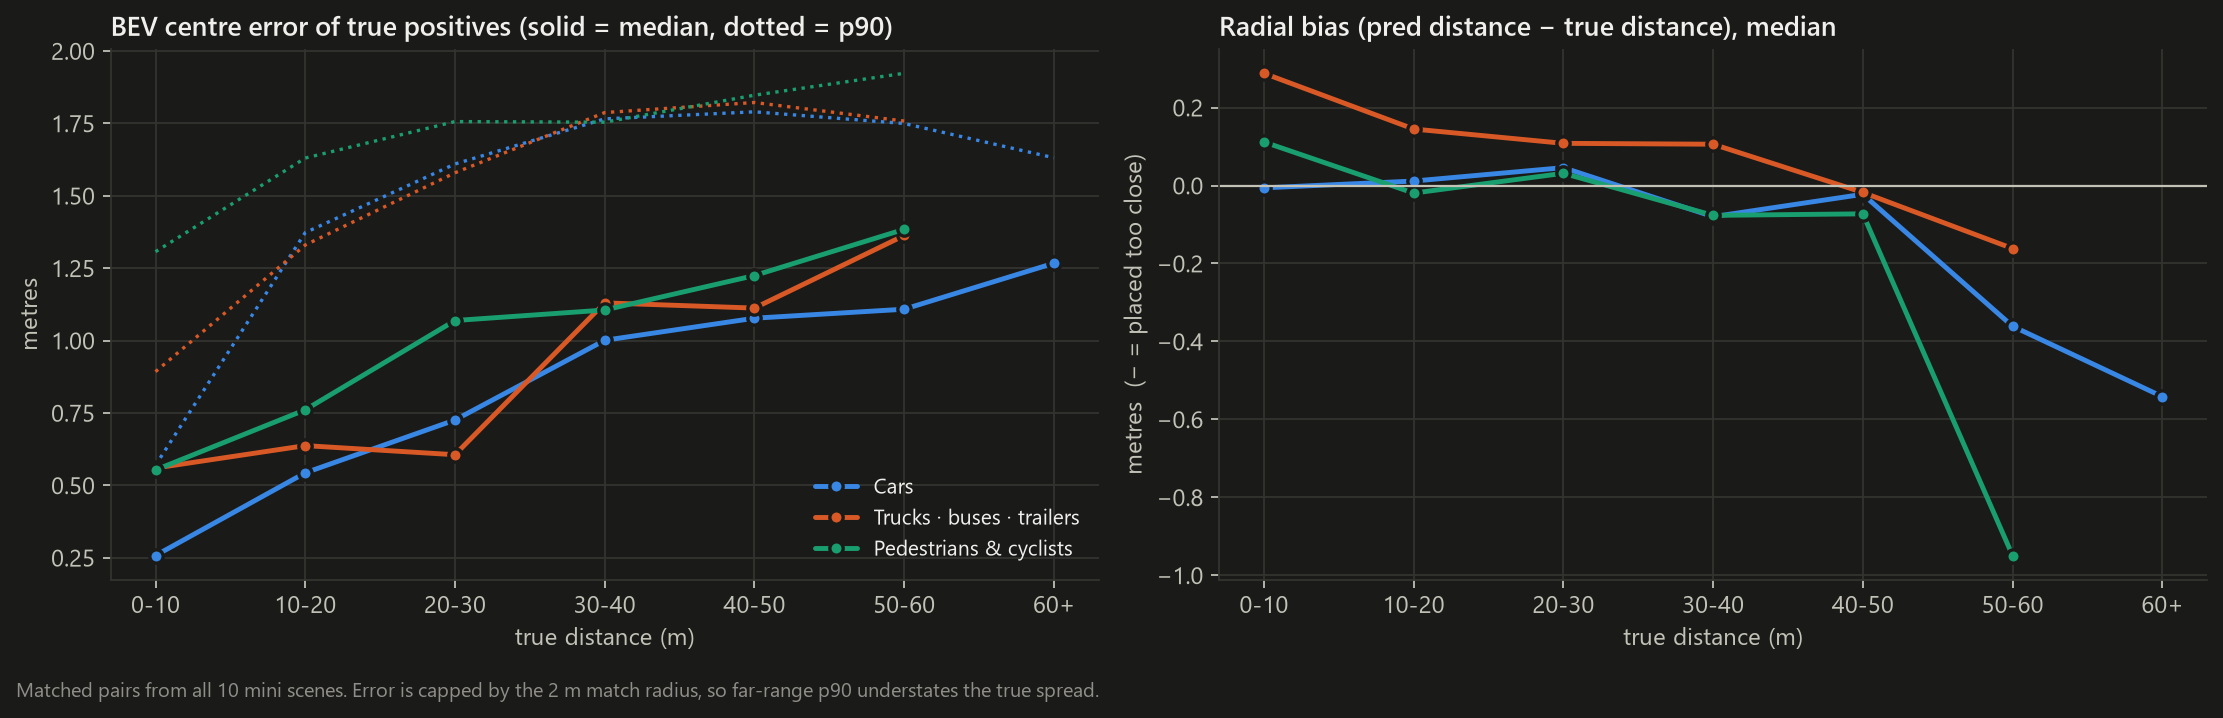 BEV centre error of true positives (solid = median, dotted = p90)
2.00
1.75
1.50
1.25
1.00
0.75
0.50
0.25
metres
0-10
10-20
20-30
30-40
40-50
50-60
60+
true distance (m)
Cars
Trucks · buses · trailers
Pedestrians & cyclists
Radial bias (pred distance − true distance), median
0.2
0.0
−0.2
−0.4
−0.6
−0.8
−1.0
metres (− = placed too close)
0-10
10-20
20-30
30-40
40-50
50-60
60+
true distance (m)
Matched pairs from all 10 mini scenes. Error is capped by the 2 m match radius, so far-range p90 understates the true spread.